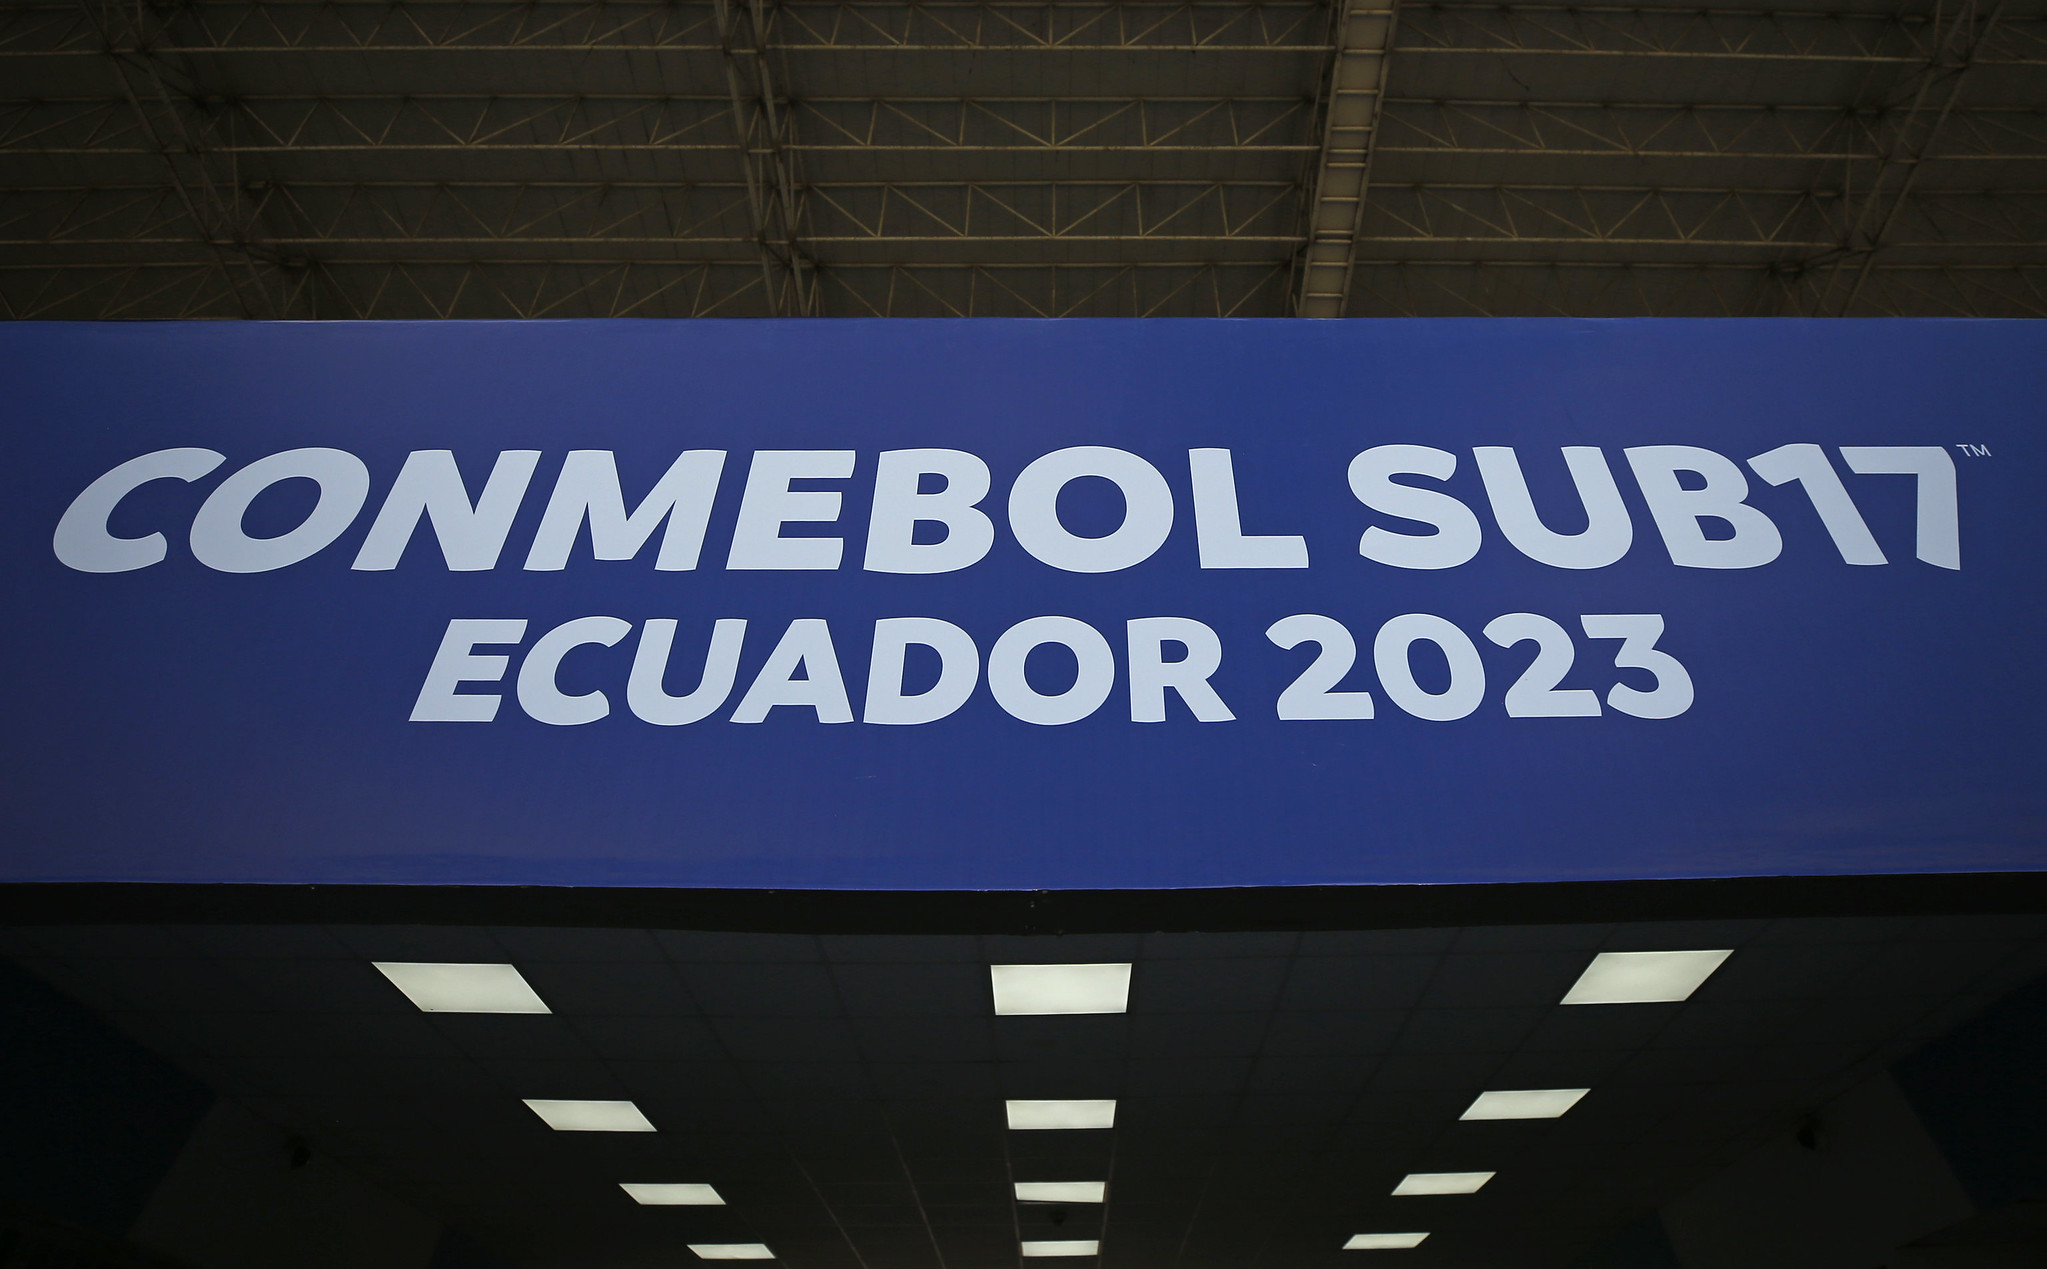 CONMEBOL SUB17™
ECUADOR 2023